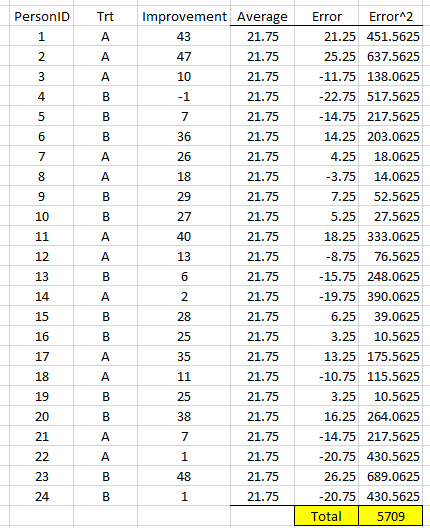 PersonID Trt Improvement Average Error Error^2
1 A 43 21.75 21.25 451.5625
2 A 47 21.75 25.25 637.5625
3 A 10 21.75 -11.75 138.0625
4 B -1 21.75 -22.75 517.5625
5 B 7 21.75 -14.75 217.5625
6 B 36 21.75 14.25 203.0625
7 A 26 21.75 4.25 18.0625
8 A 18 21.75 -3.75 14.0625
9 B 29 21.75 7.25 52.5625
10 B 27 21.75 5.25 27.5625
11 A 40 21.75 18.25 333.0625
12 A 13 21.75 -8.75 76.5625
13 B 6 21.75 -15.75 248.0625
14 A 2 21.75 -19.75 390.0625
15 B 28 21.75 6.25 39.0625
16 B 25 21.75 3.25 10.5625
17 A 35 21.75 13.25 175.5625
18 A 11 21.75 -10.75 115.5625
19 B 25 21.75 3.25 10.5625
20 B 38 21.75 16.25 264.0625
21 A 7 21.75 -14.75 217.5625
22 A 1 21.75 -20.75 430.5625
23 B 48 21.75 26.25 689.0625
24 B 1 21.75 -20.75 430.5625
Total 5709